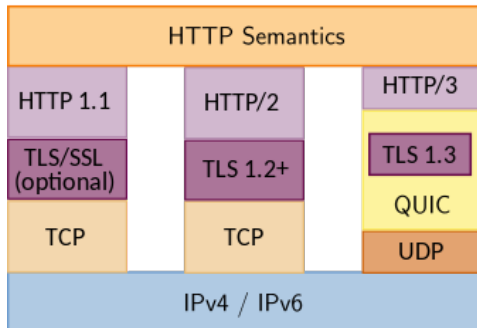 HTTP Semantics
HTTP 1.1
HTTP/2
HTTP/3
TLS/SSL
(optional)
TLS 1.2+
TLS 1.3
QUIC
TCP
TCP
UDP
IPv4 / IPv6